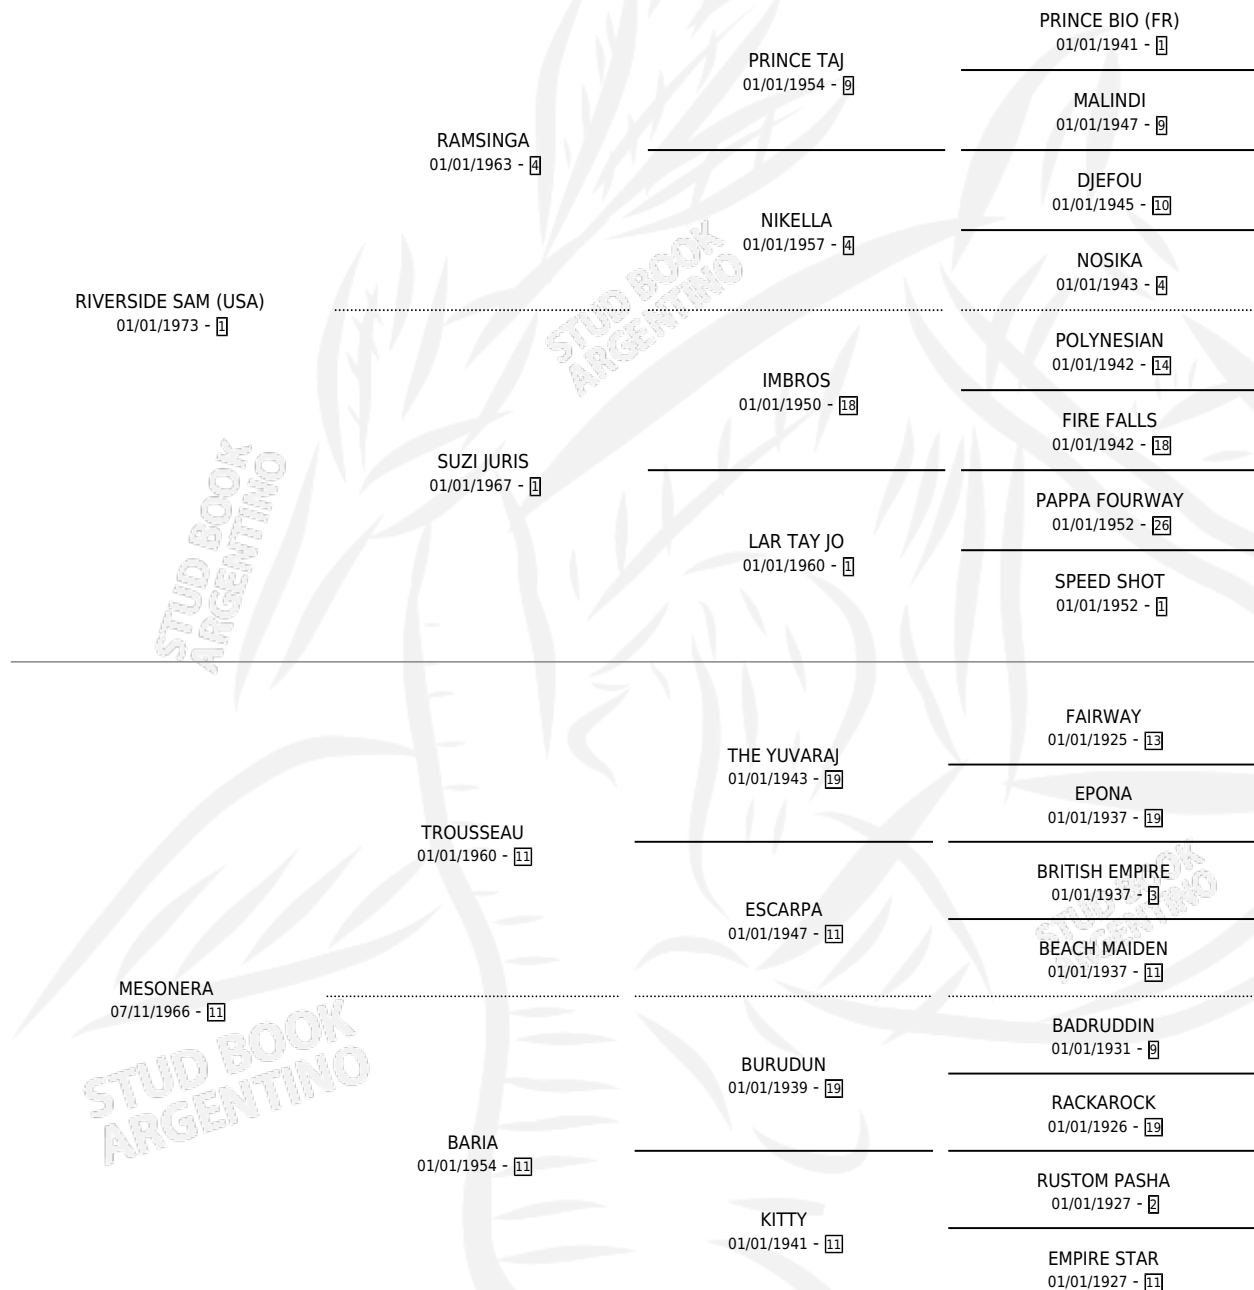 PRINCE BIO (FR)
01/01/1941 - 1
PRINCE TAJ
01/01/1954 - 9
MALINDI
01/01/1947 - 9
RAMSINGA
01/01/1963 - 4
DJEFOU
01/01/1945 - 10
NIKELLA
01/01/1957 - 4
NOSIKA
01/01/1943 - 4
RIVERSIDE SAM (USA)
01/01/1973 - 1
POLYNESIAN
01/01/1942 - 14
IMBROS
01/01/1950 - 18
FIRE FALLS
01/01/1942 - 18
SUZI JURIS
01/01/1967 - 1
PAPPA FOURWAY
01/01/1952 - 26
LAR TAY JO
01/01/1960 - 1
SPEED SHOT
01/01/1952 - 1
FAIRWAY
01/01/1925 - 13
THE YUVARAJ
01/01/1943 - 19
EPONA
01/01/1937 - 19
TROUSSEAU
01/01/1960 - 11
BRITISH EMPIRE
01/01/1937 - 3
ESCARPA
01/01/1947 - 11
BEACH MAIDEN
01/01/1937 - 11
MESONERA
07/11/1966 - 11
BADRUDDIN
01/01/1931 - 9
BURUDUN
01/01/1939 - 19
RACKAROCK
01/01/1926 - 19
BARIA
01/01/1954 - 11
RUSTOM PASHA
01/01/1927 - 2
KITTY
01/01/1941 - 11
EMPIRE STAR
01/01/1927 - 11
STUD BOOK
ARGENTINO
STUD BOOK
ARGENTINO
STUD BOOK
ARGENTINO
STUD BOOK
ARGENTINO